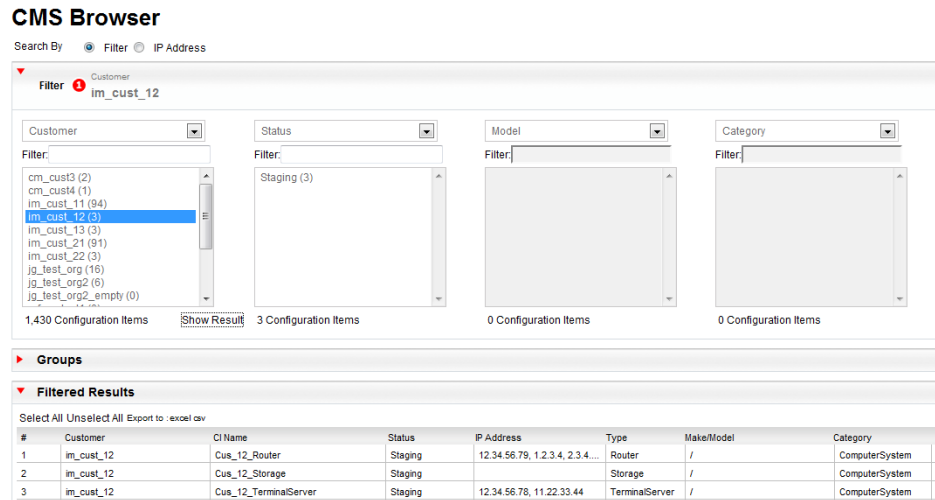 CMS Browser
Search By Filter IP Address
Filter 1 Customer
im_cust_12
Customer Status Model Category
Filter: Filter: Filter: Filter:
cm_cust3 (2) Staging (3)
cm_cust4 (1)
im_cust_11 (94)
im_cust_12 (3)
im_cust_13 (3)
im_cust_21 (91)
im_cust_22 (3)
jg_test_org (16)
jg_test_org2 (6)
jg_test_org2_empty (0)
1,430 Configuration Items Show Result 3 Configuration Items 0 Configuration Items 0 Configuration Items
Groups
Filtered Results
Select All Unselect All Export to : excel csv
# Customer CI Name Status IP Address Type Make/Model Category
1 im_cust_12 Cus_12_Router Staging 12.34.56.79, 1.2.3.4, 2.3.4.... Router / ComputerSystem
2 im_cust_12 Cus_12_Storage Staging Storage / ComputerSystem
3 im_cust_12 Cus_12_TerminalServer Staging 12.34.56.78, 11.22.33.44 TerminalServer / ComputerSystem